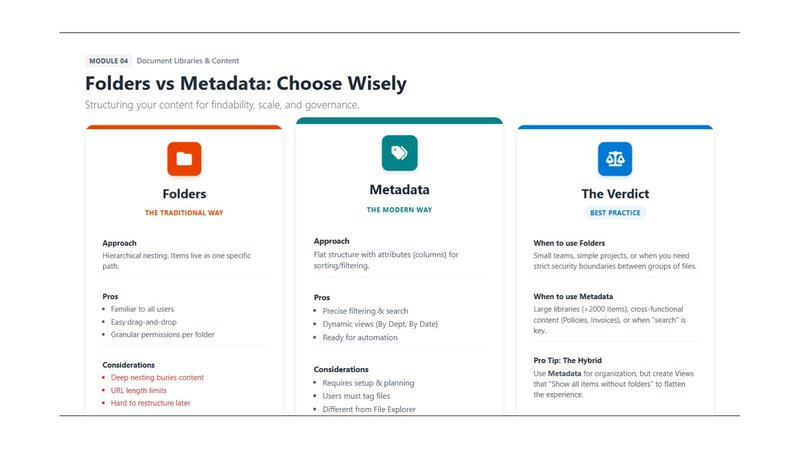 MODULE 04 Document Libraries & Content
Folders vs Metadata: Choose Wisely
Structuring your content for findability, scale, and governance.
Folders
THE TRADITIONAL WAY
Approach
Hierarchical nesting. Items live in one specific
path.
Pros
• Familiar to all users
• Easy drag-and-drop
• Granular permissions per folder
Considerations
• Deep nesting buries content
• URL length limits
• Hard to restructure later
Metadata
THE MODERN WAY
Approach
Flat structure with attributes (columns) for
sorting/filtering.
Pros
• Precise filtering & search
• Dynamic views (By Dept, By Date)
• Ready for automation
Considerations
• Requires setup & planning
• Users must tag files
• Different from File Explorer
The Verdict
BEST PRACTICE
When to use Folders
Small teams, simple projects, or when you need
strict security boundaries between groups of files.
When to use Metadata
Large libraries (>2000 items), cross-functional
content (Policies, Invoices), or when "search" is
key.
Pro Tip: The Hybrid
Use Metadata for organization, but create Views
that "Show all items without folders" to flatten
the experience.